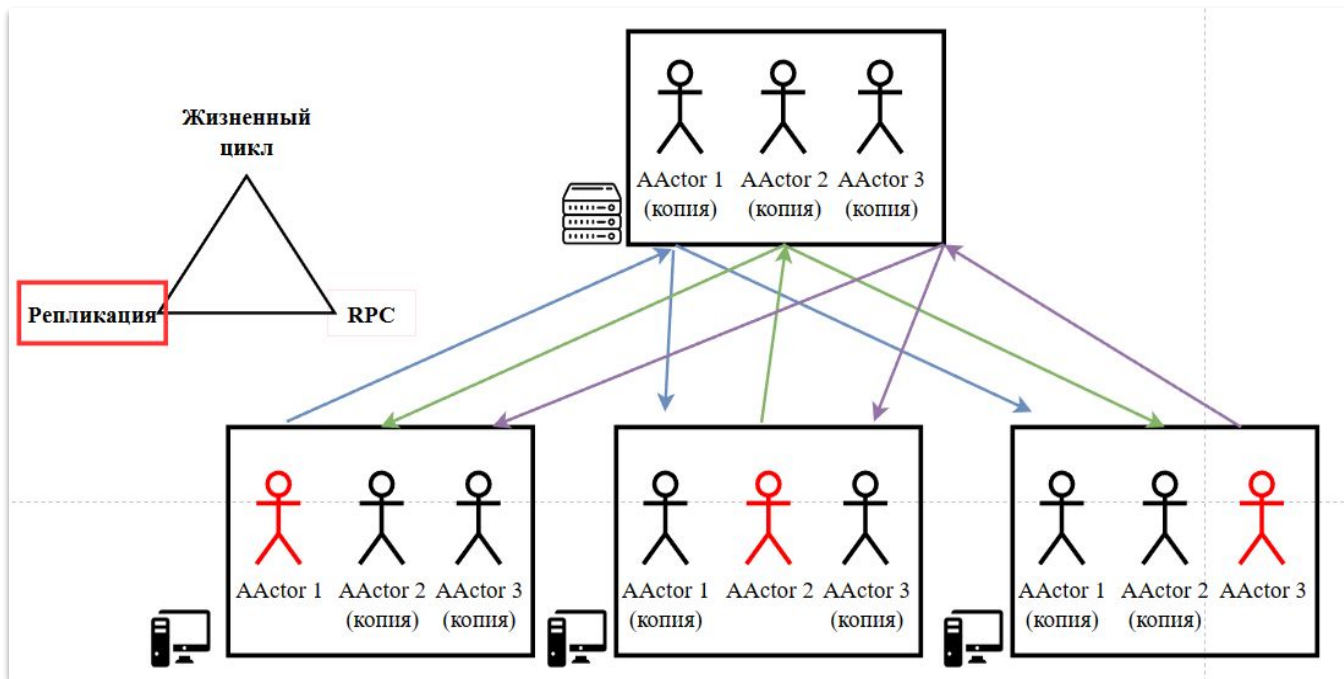 Жизненный
цикл
Репликация
RPC
AActor 1 AActor 2 AActor 3
(копия) (копия) (копия)
AActor 1 AActor 2 AActor 3
(копия) (копия)
AActor 1 AActor 2 AActor 3
(копия) (копия)
AActor 1 AActor 2 AActor 3
(копия) (копия)